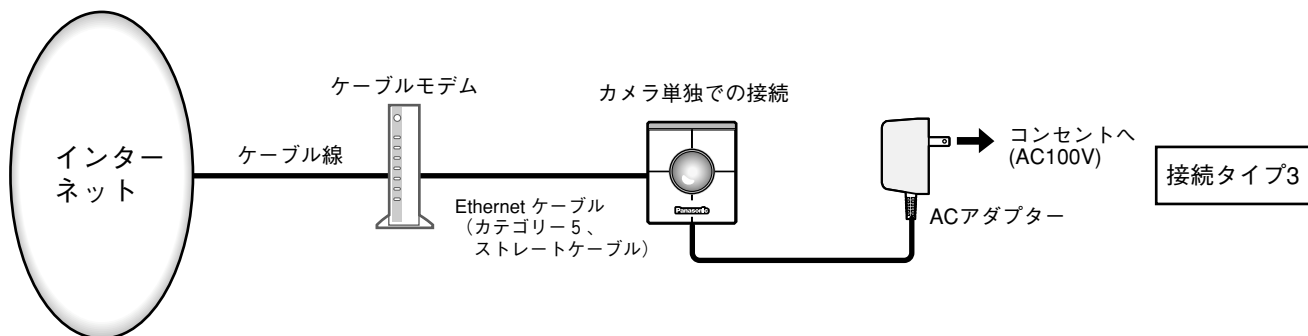 インター
ネット
ケーブル線
ケーブルモデム
Ethernet ケーブル
（カテゴリー５、
ストレートケーブル）
カメラ単独での接続
Panasonic
コンセントへ
(AC100V)
ACアダプター
接続タイプ3